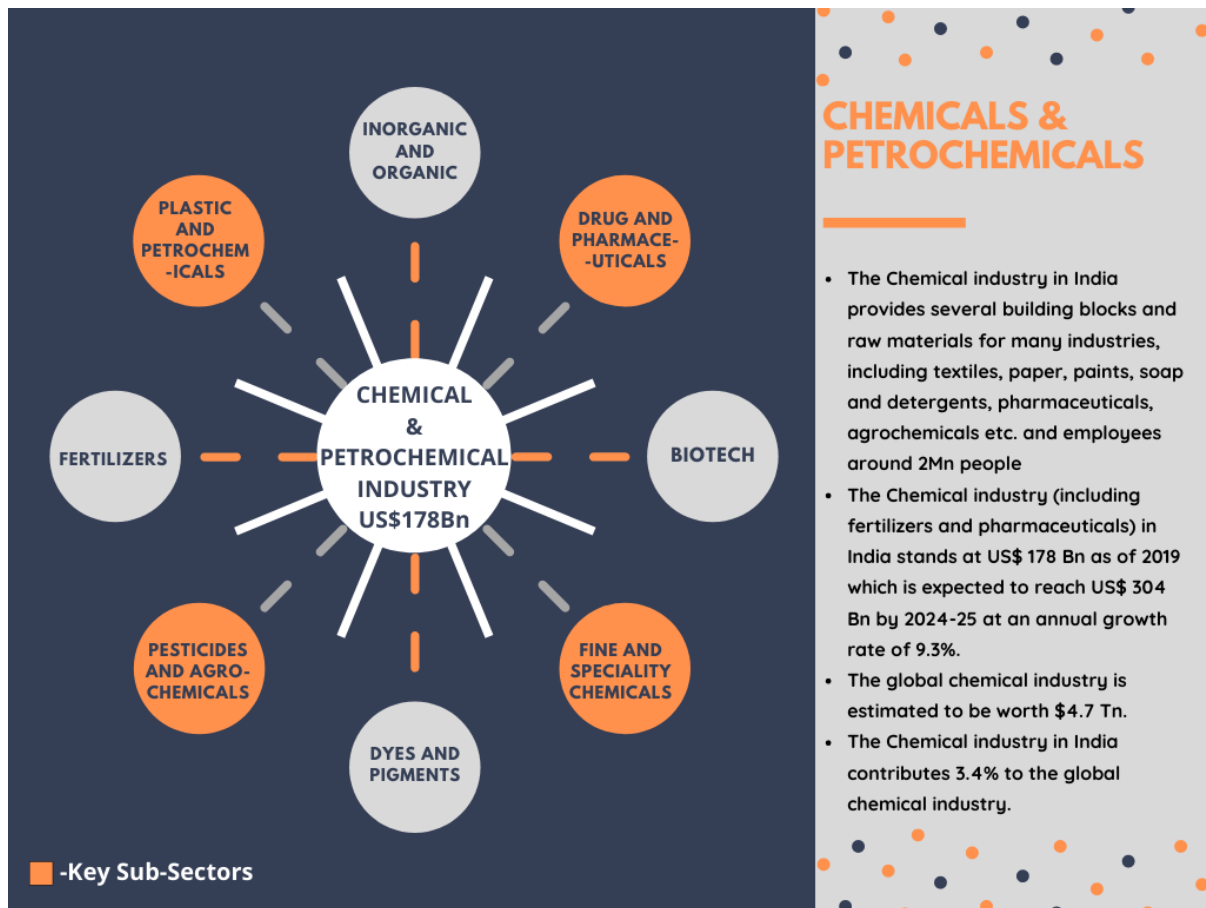 INORGANIC
AND
ORGANIC
PLASTIC
AND
PETROCHEM
-ICALS
DRUG AND
PHARMACE-
-UTICALS
CHEMICAL
&
PETROCHEMICAL
INDUSTRY
US$178Bn
FERTILIZERS
BIOTECH
PESTICIDES
AND AGRO-
CHEMICALS
FINE AND
SPECIALITY
CHEMICALS
DYES AND
PIGMENTS
-Key Sub-Sectors
CHEMICALS &
PETROCHEMICALS
• The Chemical industry in India
provides several building blocks and
raw materials for many industries,
including textiles, paper, paints, soap
and detergents, pharmaceuticals,
agrochemicals etc. and employees
around 2Mn people
• The Chemical industry (including
fertilizers and pharmaceuticals) in
India stands at US$ 178 Bn as of 2019
which is expected to reach US$ 304
Bn by 2024-25 at an annual growth
rate of 9.3%.
• The global chemical industry is
estimated to be worth $4.7 Tn.
• The Chemical industry in India
contributes 3.4% to the global
chemical industry.